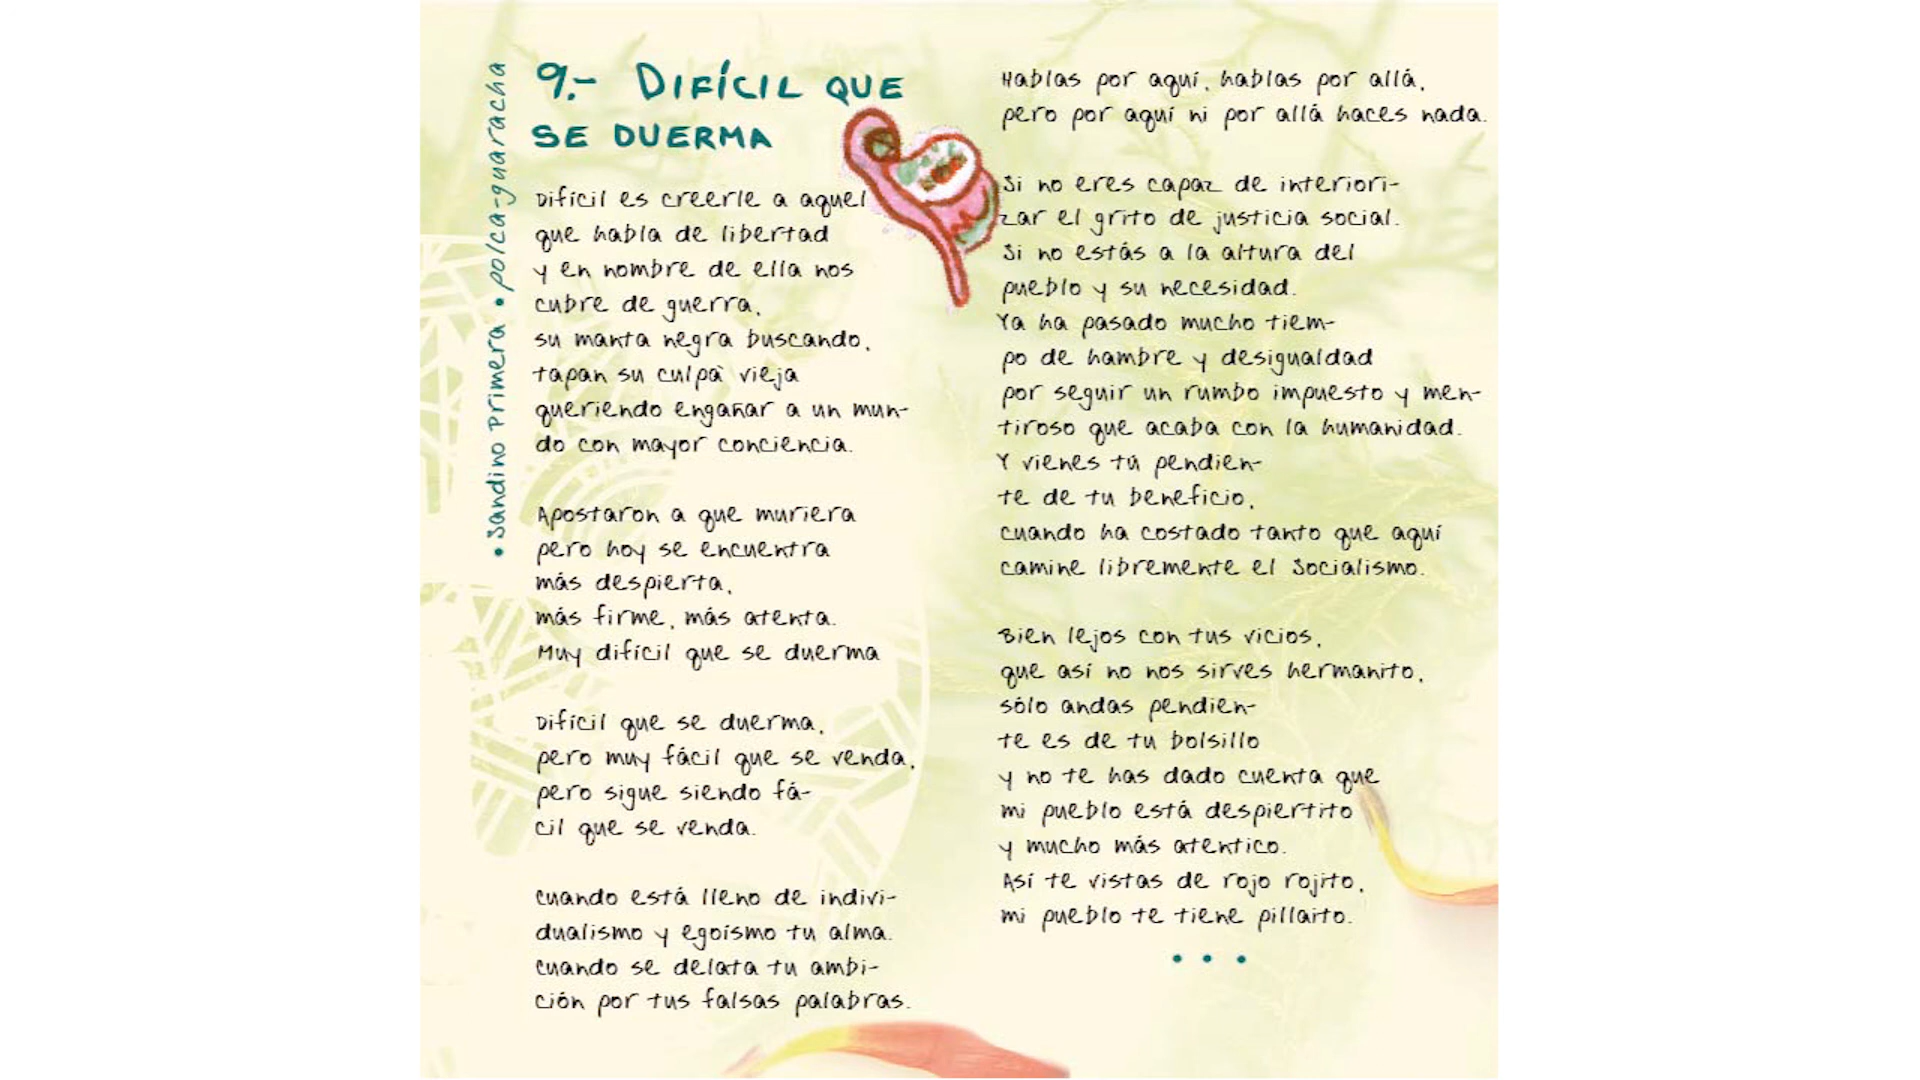 9.- DIFÍCIL QUE
SE DUERMA
• Sandino Primera • polca-guaracha
Difícil es creerle a aquel
que habla de libertad
y en nombre de ella nos
cubre de guerra,
su manta negra buscando,
tapan su culpa vieja
queriendo engañar a un mun-
do con mayor conciencia.
Apostaron a que muriera
pero hoy se encuentra
más despierta,
más firme, más atenta.
Muy difícil que se duerma
Difícil que se duerma,
pero muy fácil que se venda,
pero sigue siendo fá-
cil que se venda.
Cuando está lleno de indivi-
dualismo y egoísmo tu alma.
Cuando se delata tu ambi-
ción por tus falsas palabras.
Hablas por aquí, hablas por allá,
pero por aquí ni por allá haces nada.
Si no eres capaz de interiori-
zar el grito de justicia social.
Si no estás a la altura del
pueblo y su necesidad.
Ya ha pasado mucho tiem-
po de hambre y desigualdad
por seguir un rumbo impuesto y men-
tiroso que acaba con la humanidad.
Y vienes tú pendien-
te de tu beneficio,
cuando ha costado tanto que aquí
camine libremente el Socialismo.
Bien lejos con tus vicios,
que así no nos sirves hermanito,
sólo andas pendien-
te es de tu bolsillo
y no te has dado cuenta que
mi pueblo está despiertito
y mucho más atentico.
Así te vistas de rojo rojito,
mi pueblo te tiene pillaito.
• • •